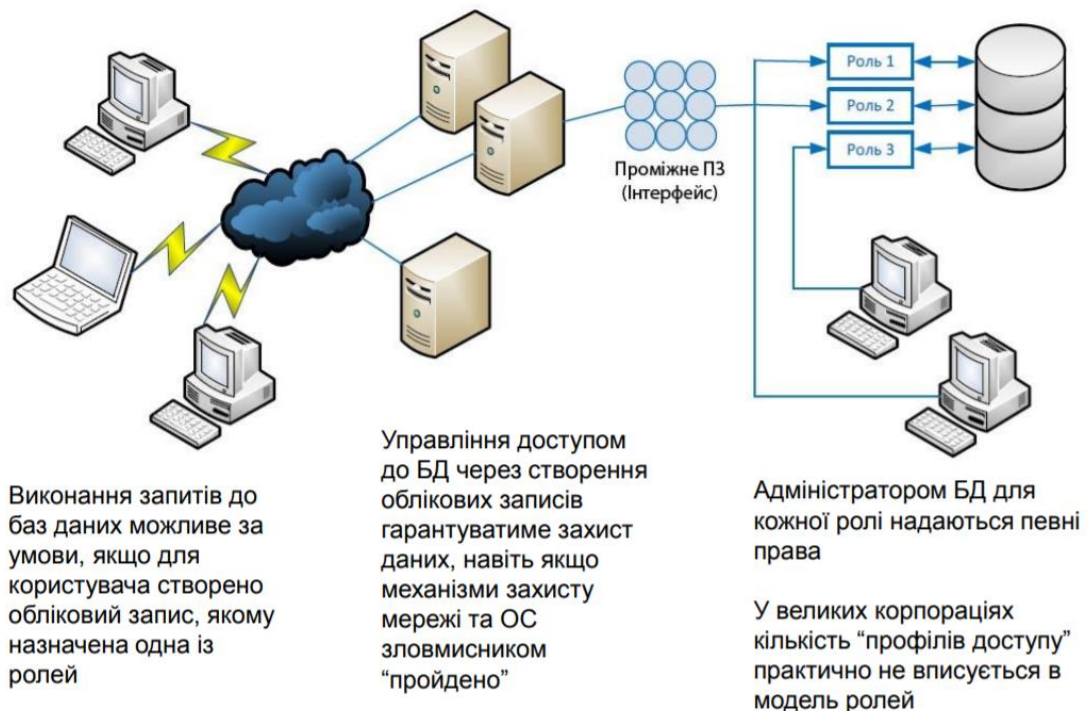 Роль 1
Роль 2
Роль 3
Проміжне ПЗ
(Інтерфейс)
Виконання запитів до
баз даних можливе за
умови, якщо для
користувача створено
обліковий запис, якому
назначена одна із
ролей
Управління доступом
до БД через створення
облікових записів
гарантуватиме захист
даних, навіть якщо
механізми захисту
мережі та ОС
зловмисником
“пройдено”
Адміністратором БД для
кожної ролі надаються певні
права
У великих корпораціях
кількість “профілів доступу”
практично не вписується в
модель ролей